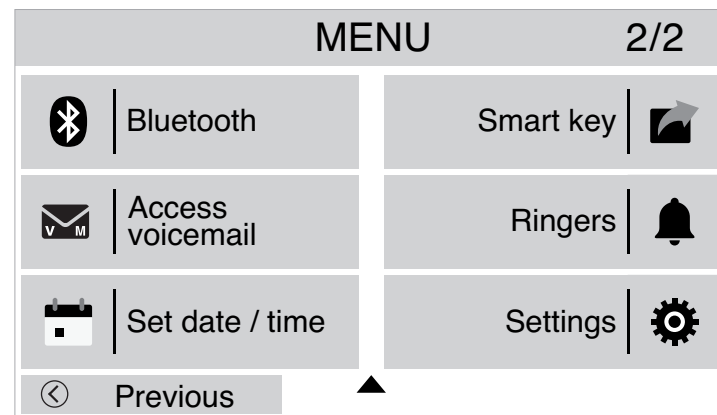 MENU 2/2
Bluetooth
Smart key
V M
Access
voicemail
Ringers
Set date / time
Settings
Previous